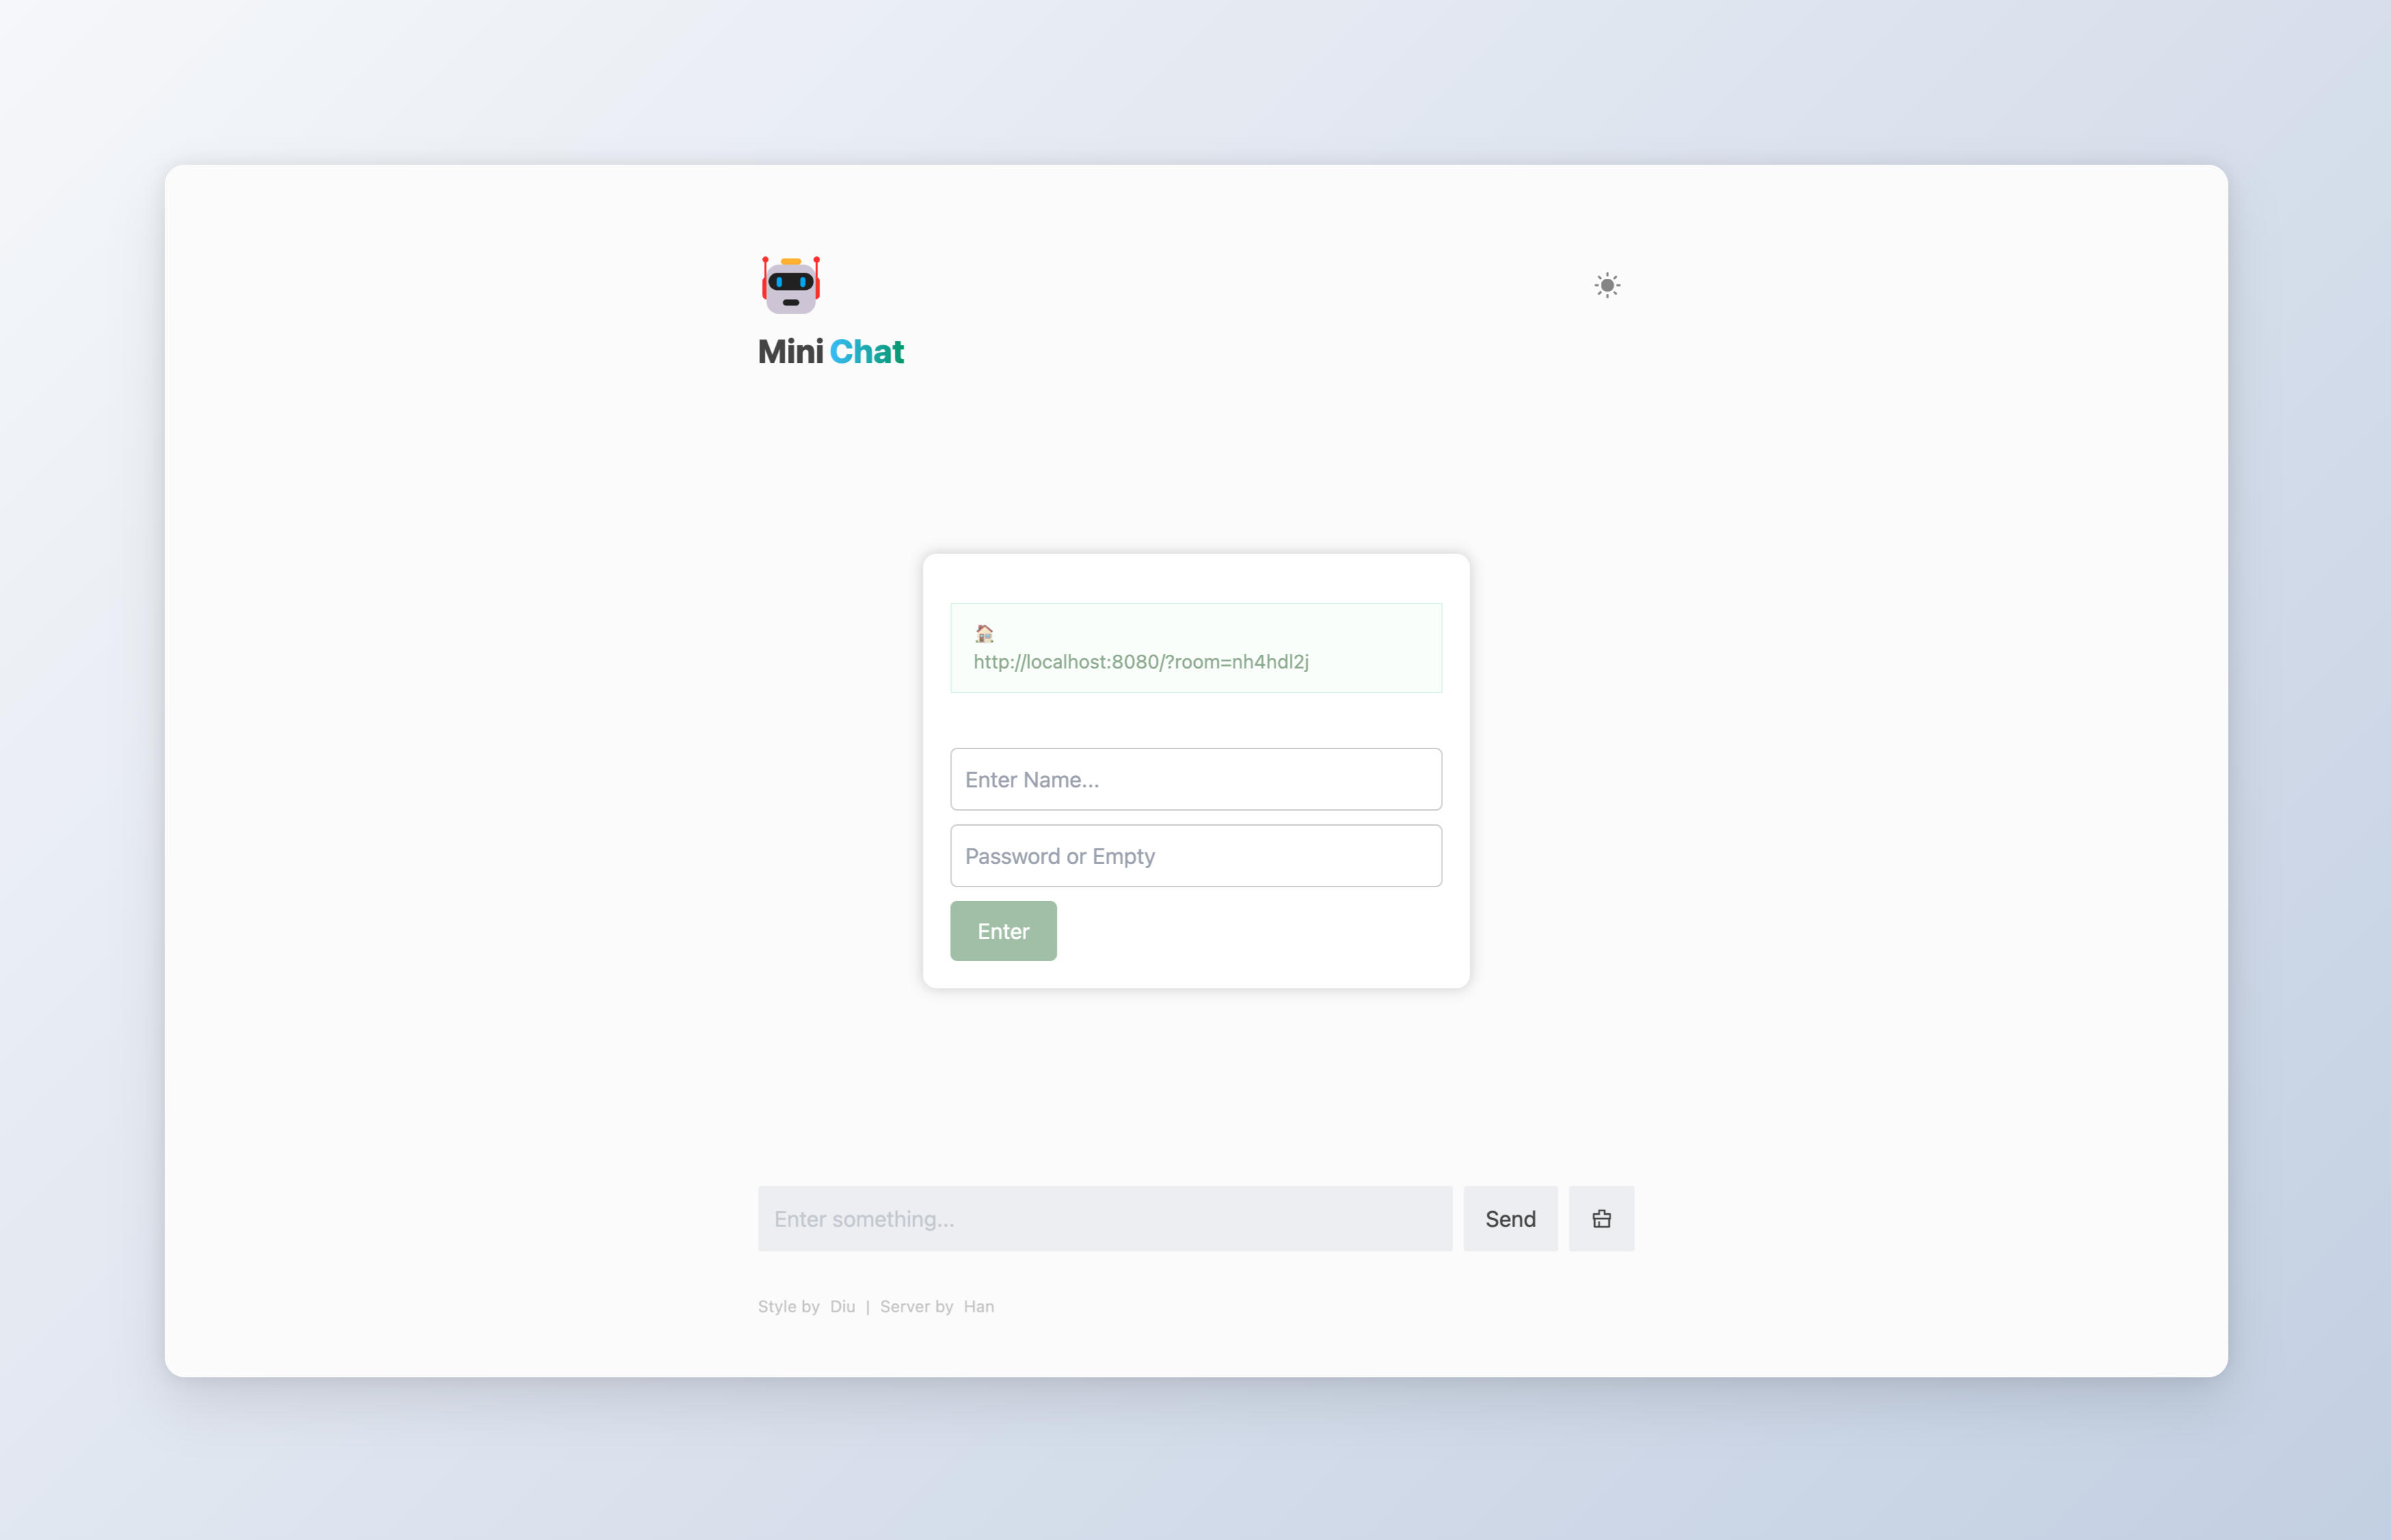 Mini Chat
http://localhost:8080/?room=nh4hdl2j
Enter Name...
Password or Empty
Enter
Enter something...
Send
Style by Diu | Server by Han